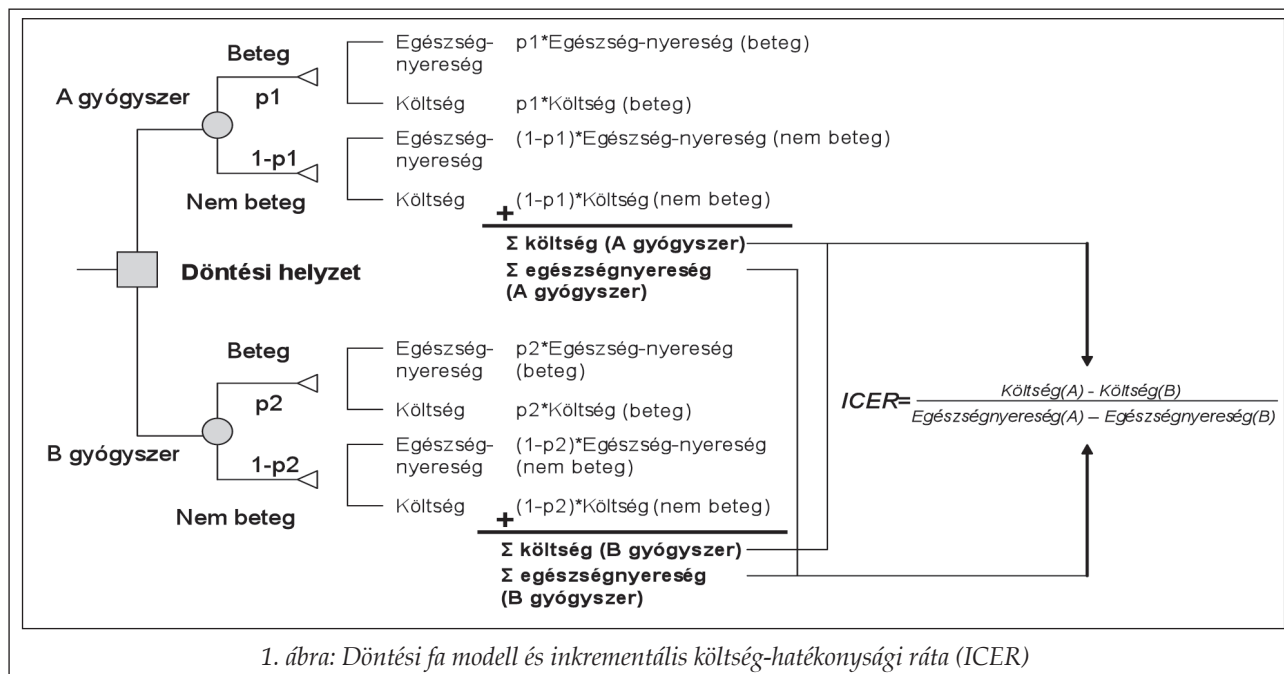 Beteg
A gyógyszer
p1
1-p1
Nem beteg
Egészség-
nyereség
p1*Egészség-nyereség (beteg)
Költség
p1*Költség (beteg)
Egészség-
nyereség
(1-p1)*Egészség-nyereség (nem beteg)
Költség
(1-p1)*Költség (nem beteg)
+
Σ költség (A gyógyszer)
Σ egészségnyereség
(A gyógyszer)
Döntési helyzet
Beteg
p2
B gyógyszer
1-p2
Nem beteg
Egészség-
nyereség
p2*Egészség-nyereség
(beteg)
Költség
p2*Költség (beteg)
Egészség-
nyereség
(1-p2)*Egészség-nyereség
(nem beteg)
Költség
(1-p2)*Költség (nem beteg)
+
Σ költség (B gyógyszer)
Σ egészségnyereség
(B gyógyszer)
ICER=
Költség(A) - Költség(B)
Egészségnyereség(A) – Egészségnyereség(B)
1. ábra: Döntési fa modell és inkrementális költség-hatékonysági ráta (ICER)